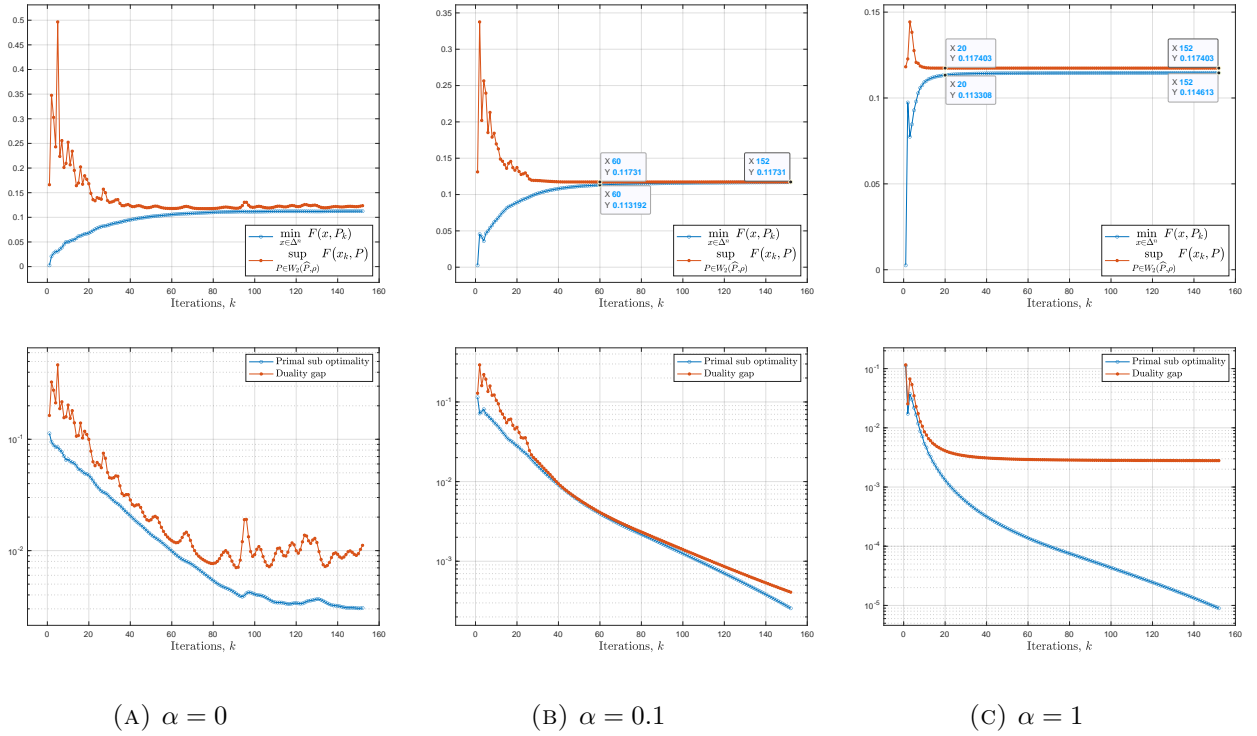 0.5
0.45
0.4
0.35
0.3
0.25
0.2
0.15
0.1
0.05
0
0 20 40 60 80 100 120 140 160
Iterations, k
min F(x, P_k)
x∈Δⁿ
sup F(x_k, P)
P∈W₂(P̂,ρ)
0.35
0.3
0.25
0.2
0.15
0.1
0.05
0
X 60
Y 0.11731
X 152
Y 0.11731
X 60
Y 0.113192
0 20 40 60 80 100 120 140 160
Iterations, k
min F(x, P_k)
x∈Δⁿ
sup F(x_k, P)
P∈W₂(P̂,ρ)
0.15
0.1
0.05
0
X 20
Y 0.117403
X 152
Y 0.117403
X 20
Y 0.113308
X 152
Y 0.114613
0 20 40 60 80 100 120 140 160
Iterations, k
min F(x, P_k)
x∈Δⁿ
sup F(x_k, P)
P∈W₂(P̂,ρ)
Primal sub optimality
Duality gap
10⁻¹
10⁻²
0 20 40 60 80 100 120 140 160
Iterations, k
Primal sub optimality
Duality gap
10⁻¹
10⁻²
10⁻³
0 20 40 60 80 100 120 140 160
Iterations, k
Primal sub optimality
Duality gap
10⁻¹
10⁻²
10⁻³
10⁻⁴
10⁻⁵
0 20 40 60 80 100 120 140 160
Iterations, k
(A) α = 0
(B) α = 0.1
(C) α = 1